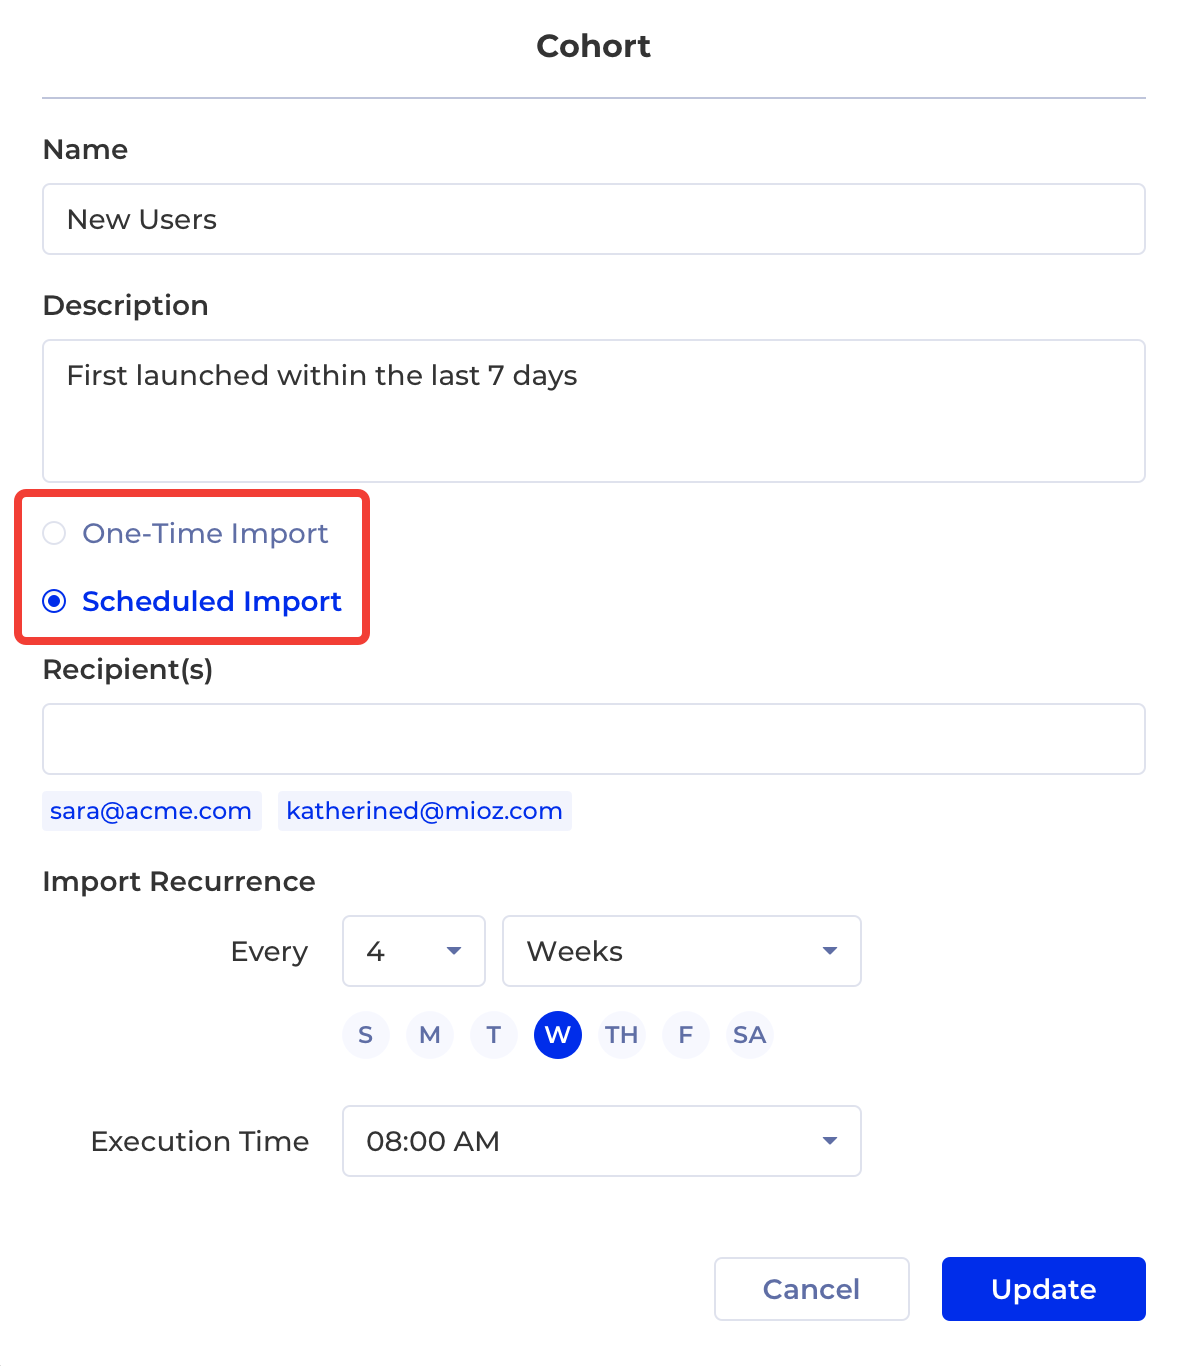 Cohort
Name
New Users
Description
First launched within the last 7 days
One-Time Import
Scheduled Import
Recipient(s)
sara@acme.com katherined@mioz.com
Import Recurrence
Every 4 Weeks
S M T W TH F SA
Execution Time 08:00 AM
Cancel Update